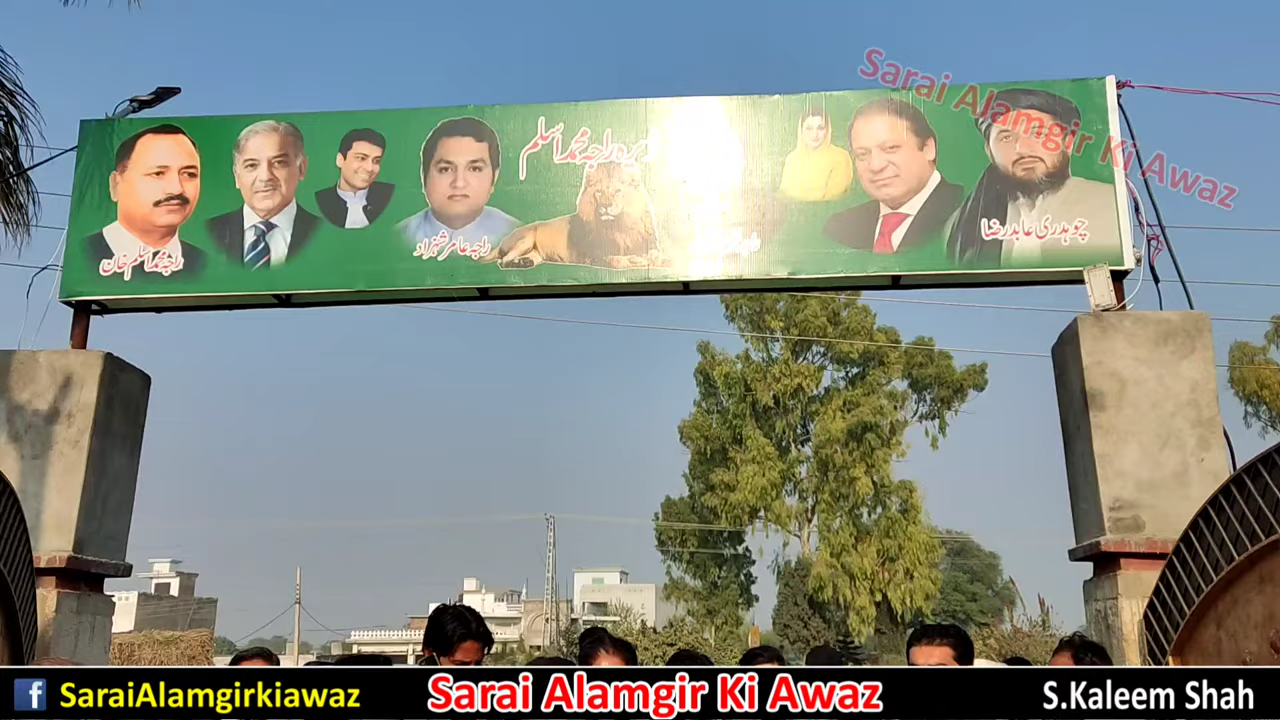 Sarai Alamgir Ki Awaz
ڈیرہ راجہ محمد اسلم
راجہ محمد اسلم خان
راجہ عامر شہزاد
چوہدری عابد رضا
SaraiAlamgirkiawaz
Sarai Alamgir Ki Awaz
S.Kaleem Shah